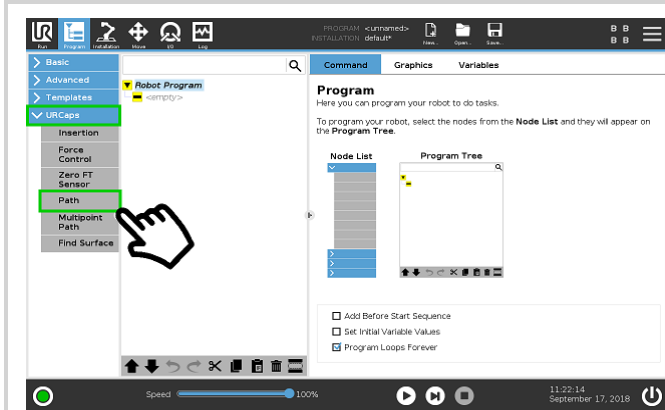 UR
PROGRAM <unnamed>
INSTALLATION default*
Run
Program
Installation
Move
I/O
Log
New...
Open...
Save...
B B
B B
Basic
Advanced
Templates
URCaps
Insertion
Force
Control
Zero FT
Sensor
Path
Multipoint
Path
Find Surface
Robot Program
<empty>
Command Graphics Variables
Program
Here you can program your robot to do tasks.
To program your robot, select the nodes from the Node List and they will appear on
the Program Tree.
Node List Program Tree
Add Before Start Sequence
Set Initial Variable Values
Program Loops Forever
Speed 100%
11:22:14
September 17, 2018